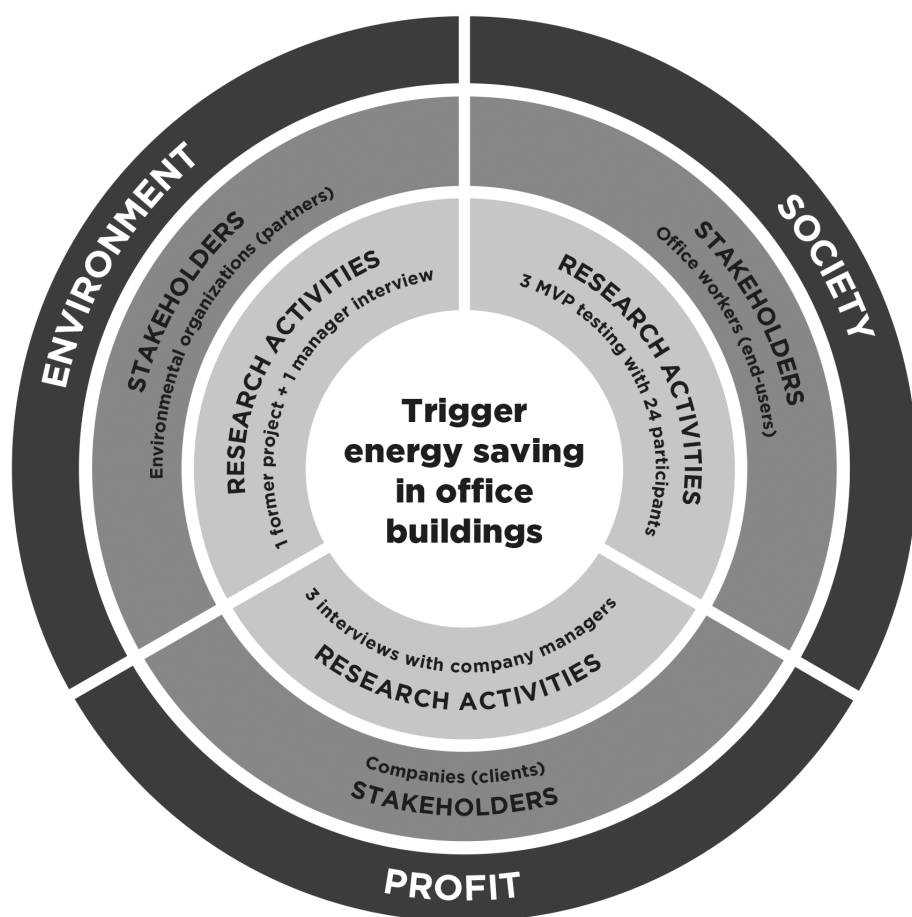 ENVIRONMENT
STAKEHOLDERS
Environmental organizations (partners)
RESEARCH ACTIVITIES
1 former project + 1 manager interview
SOCIETY
STAKEHOLDERS
Office workers (end-users)
RESEARCH ACTIVITIES
3 MVP testing with 24 participants
Trigger
energy saving
in office
buildings
3 interviews with company managers
RESEARCH ACTIVITIES
Companies (clients)
STAKEHOLDERS
PROFIT